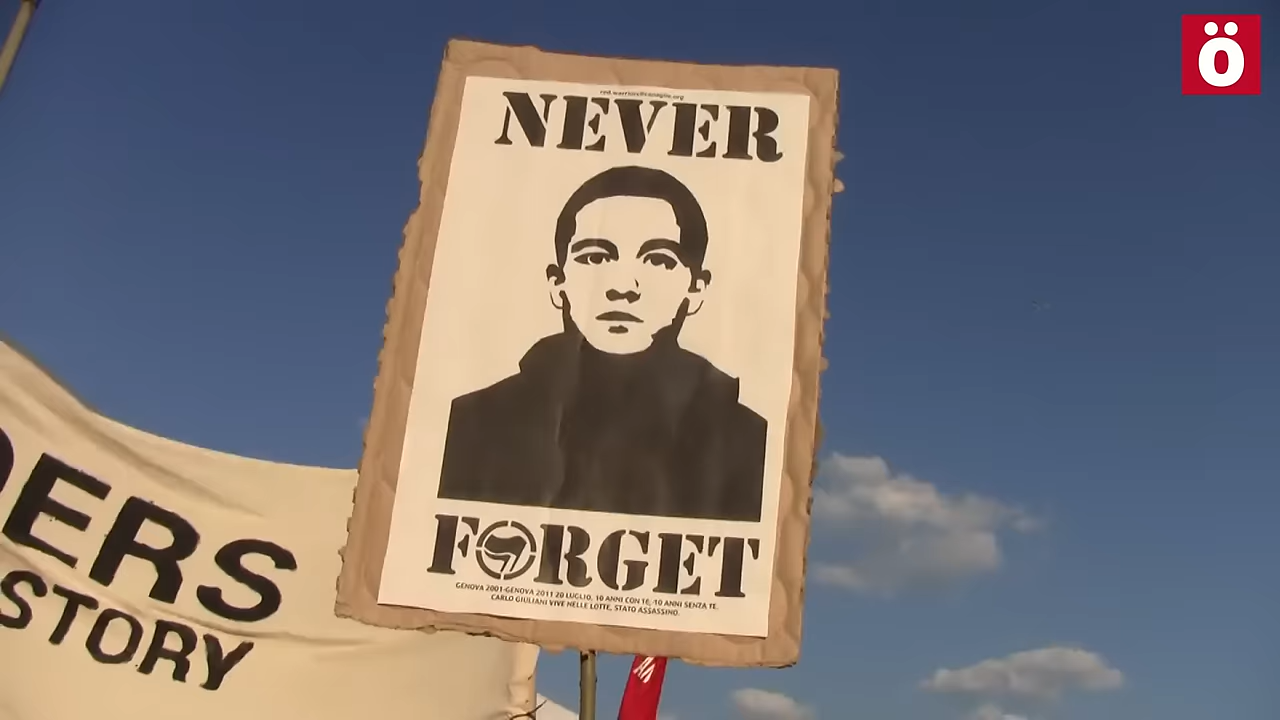 ö
NEVER
FORGET
GENOVA 2001-GENOVA 2011 20 LUGLIO, 10 ANNI CON TE, 10 ANNI SENZA TE.
CARLO GIULIANI VIVE NELLE LOTTE, STATO ASSASSINO.
DERS
STORY